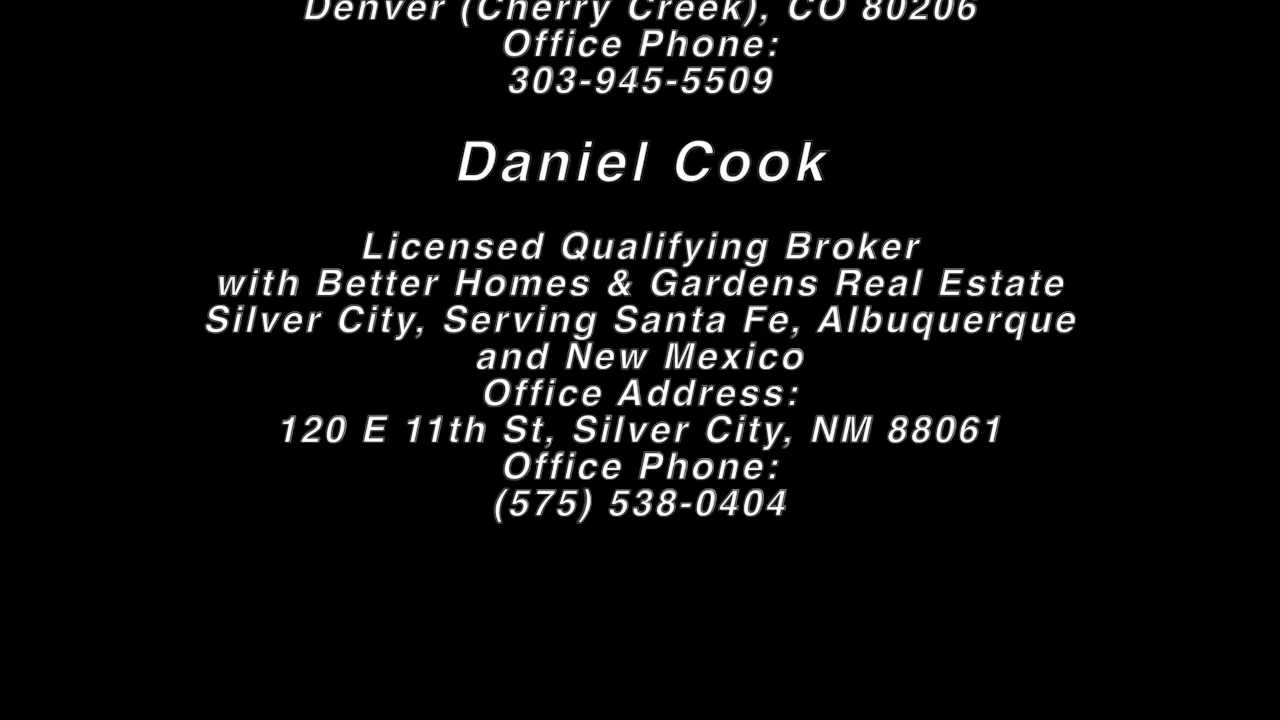 Denver (Cherry Creek), CO 80206
Office Phone:
303-945-5509
Daniel Cook
Licensed Qualifying Broker
with Better Homes & Gardens Real Estate
Silver City, Serving Santa Fe, Albuquerque
and New Mexico
Office Address:
120 E 11th St, Silver City, NM 88061
Office Phone:
(575) 538-0404